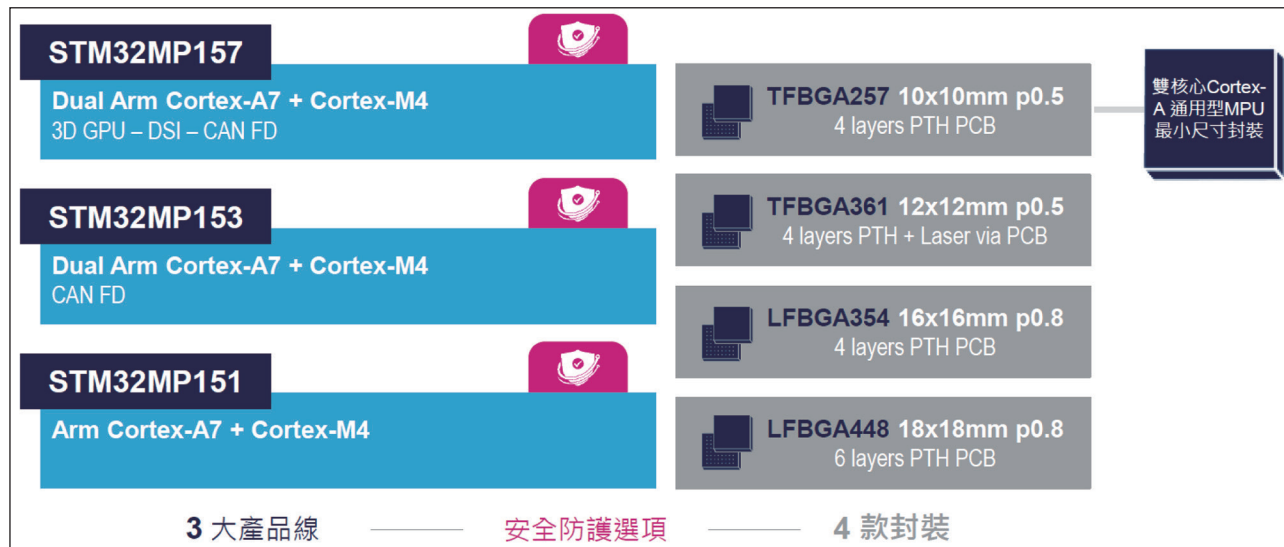 STM32MP157
Dual Arm Cortex-A7 + Cortex-M4
3D GPU – DSI – CAN FD
STM32MP153
Dual Arm Cortex-A7 + Cortex-M4
CAN FD
STM32MP151
Arm Cortex-A7 + Cortex-M4
TFBGA257 10x10mm p0.5
4 layers PTH PCB
TFBGA361 12x12mm p0.5
4 layers PTH + Laser via PCB
LFBGA354 16x16mm p0.8
4 layers PTH PCB
LFBGA448 18x18mm p0.8
6 layers PTH PCB
雙核心Cortex-
A 通用型MPU
最小尺寸封裝
3 大產品線
安全防護選項
4 款封裝